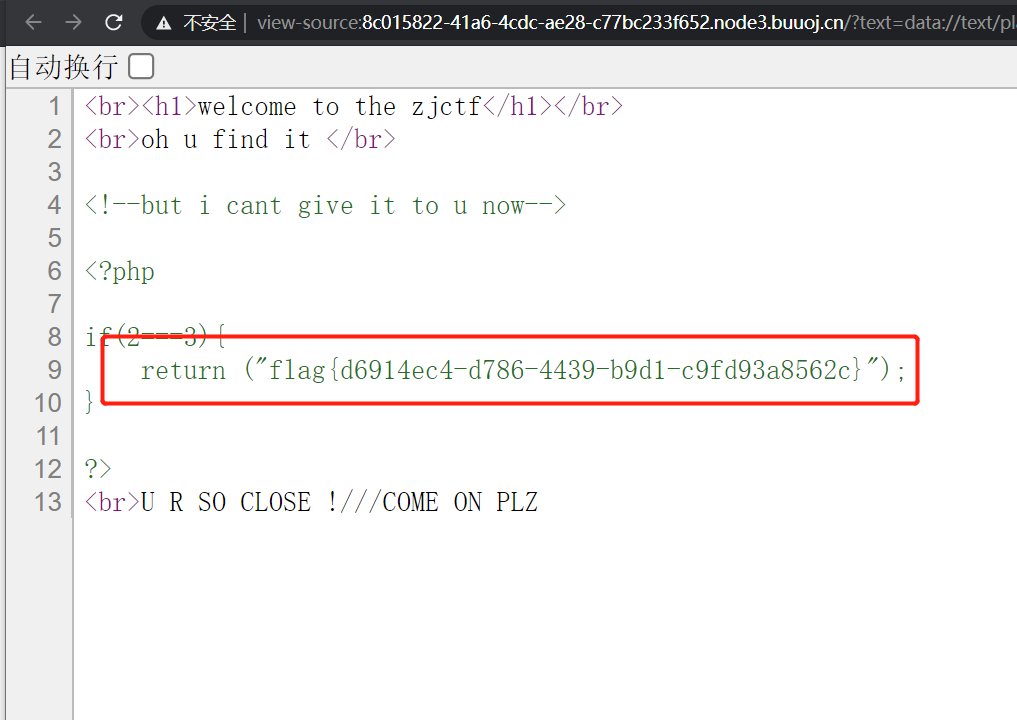 不安全 view-source:8c015822-41a6-4cdc-ae28-c77bc233f652.node3.buuoj.cn/?text=data://text/pl
自动换行
1 <br><h1>welcome to the zjctf</h1></br>
2 <br>oh u find it </br>
3
4 <!--but i cant give it to u now-->
5
6 <?php
7
8 if(2===3){
9 return ("flag{d6914ec4-d786-4439-b9d1-c9fd93a8562c}");
10 }
11
12 ?>
13 <br>U R SO CLOSE !///COME ON PLZ